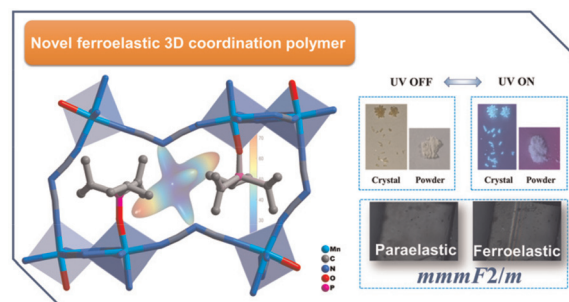 Novel ferroelastic 3D coordination polymer
UV OFF
UV ON
Crystal
Powder
Crystal
Powder
Mn
C
N
O
P
Paraelastic
Ferroelastic
mmmF2/m